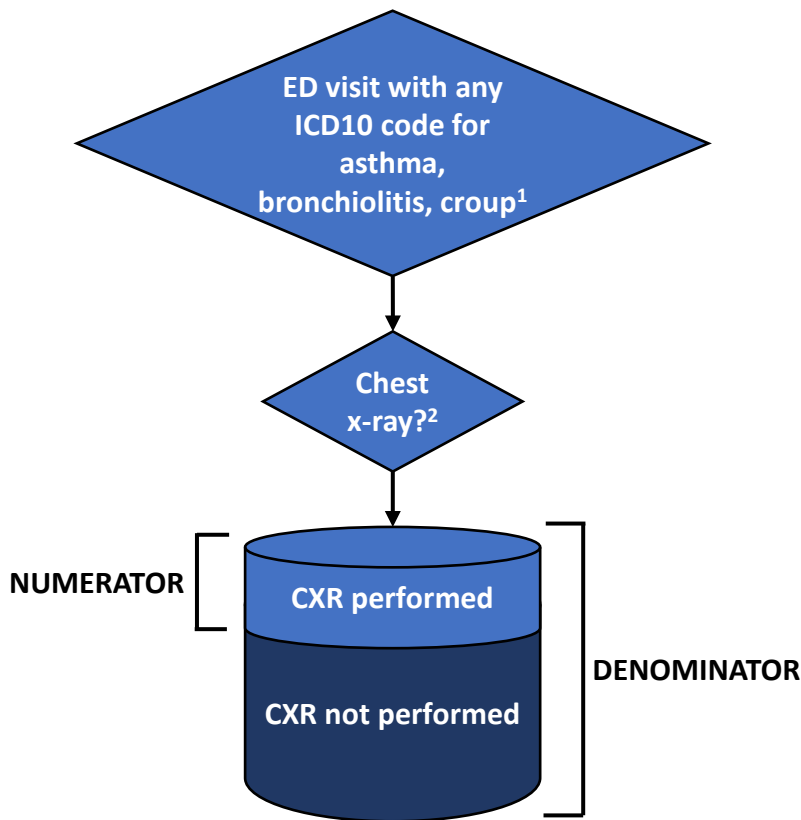 ED visit with any
ICD10 code for
asthma,
bronchiolitis, croup¹
Chest
x-ray?²
NUMERATOR
CXR performed
DENOMINATOR
CXR not performed